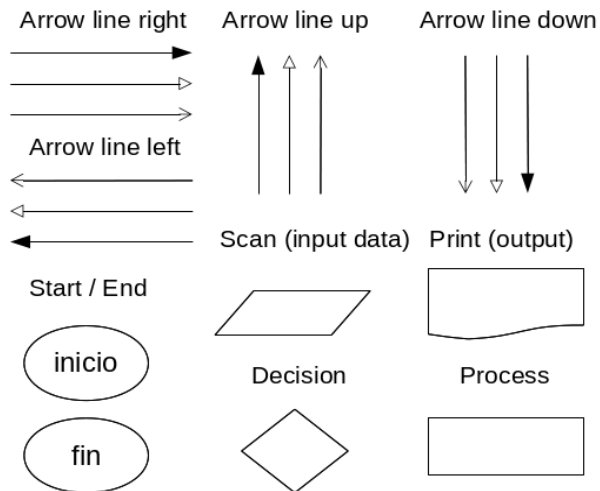 Arrow line right
Arrow line up
Arrow line down
Arrow line left
Scan (input data)
Print (output)
Start / End
inicio
Decision
Process
fin